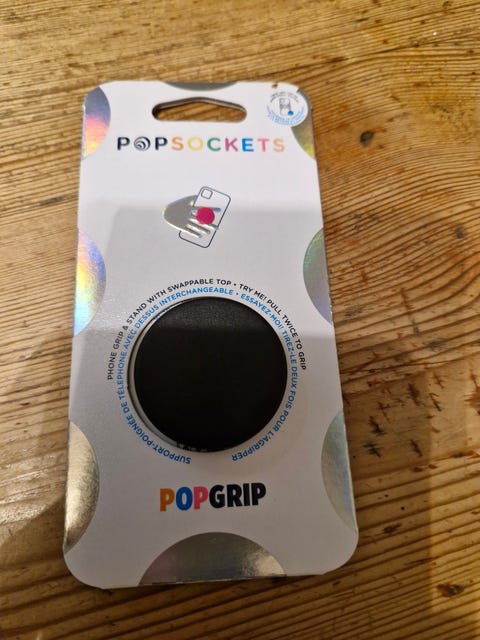 POPSOCKETS
PHONE GRIP & STAND WITH SWAPPABLE TOP • TRY ME! PULL TWICE TO GRIP
SUPPORT-POIGNÉE DE TÉLÉPHONE AVEC DESSUS INTERCHANGEABLE • ESSAYEZ-MOI! TIREZ-LE DEUX FOIS POUR L'AGRIPPER
POPGRIP